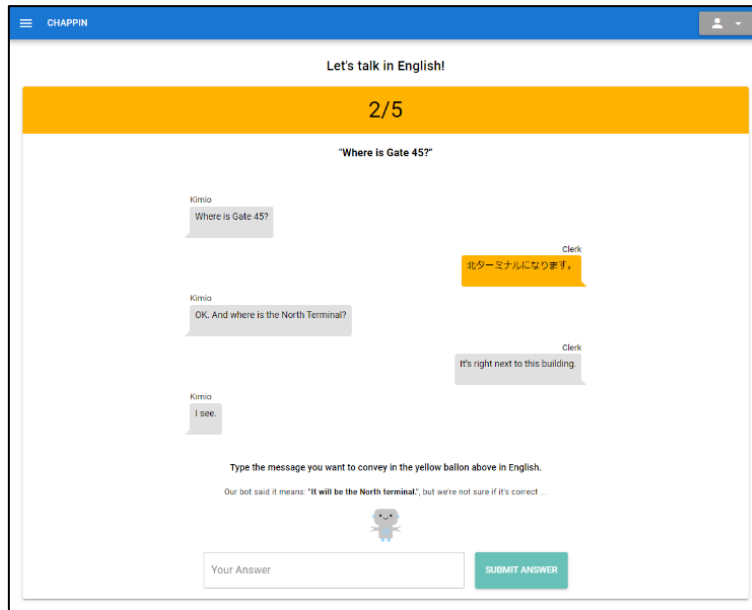 CHAPPIN
Let's talk in English!
2/5
"Where is Gate 45?"
Kimio
Where is Gate 45?
Clerk
北ターミナルになります。
Kimio
OK. And where is the North Terminal?
Clerk
It's right next to this building.
Kimio
I see.
Type the message you want to convey in the yellow ballon above in English.
Our bot said it means: "It will be the North terminal.", but we're not sure if it's correct ...
Your Answer
SUBMIT ANSWER